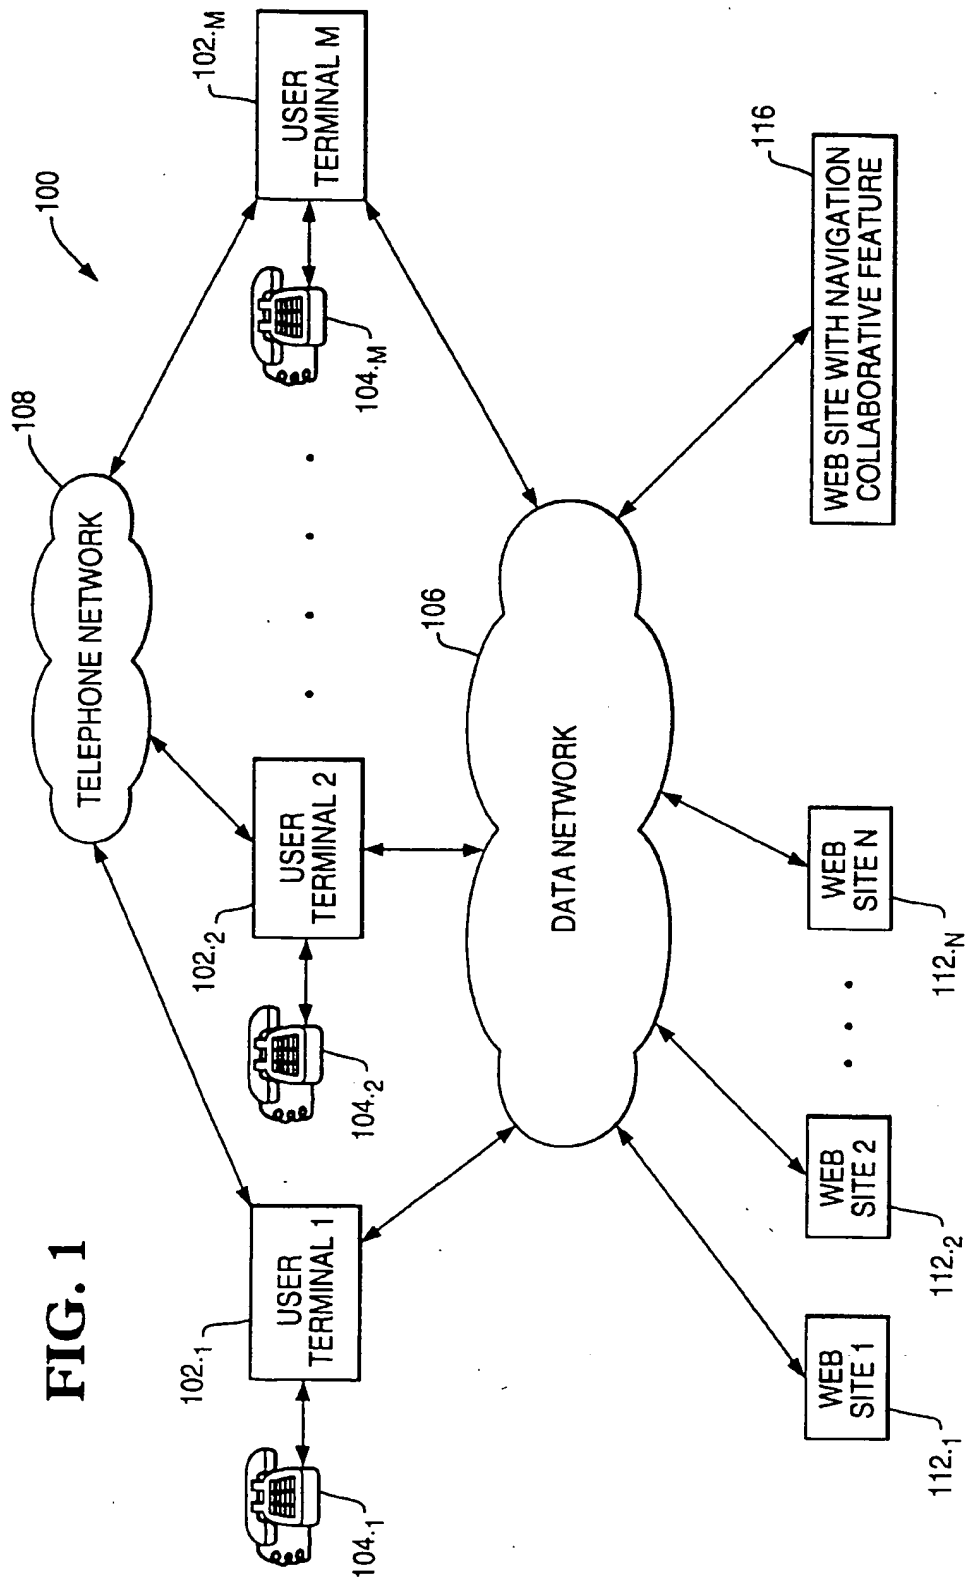 FIG. 1
100
108
TELEPHONE NETWORK
102.1
USER
TERMINAL 1
104.1
102.2
USER
TERMINAL 2
104.2
102.M
USER
TERMINAL M
104.M
106
DATA NETWORK
WEB
SITE 1
112.1
WEB
SITE 2
112.2
WEB
SITE N
112.N
116
WEB SITE WITH NAVIGATION
COLLABORATIVE FEATURE